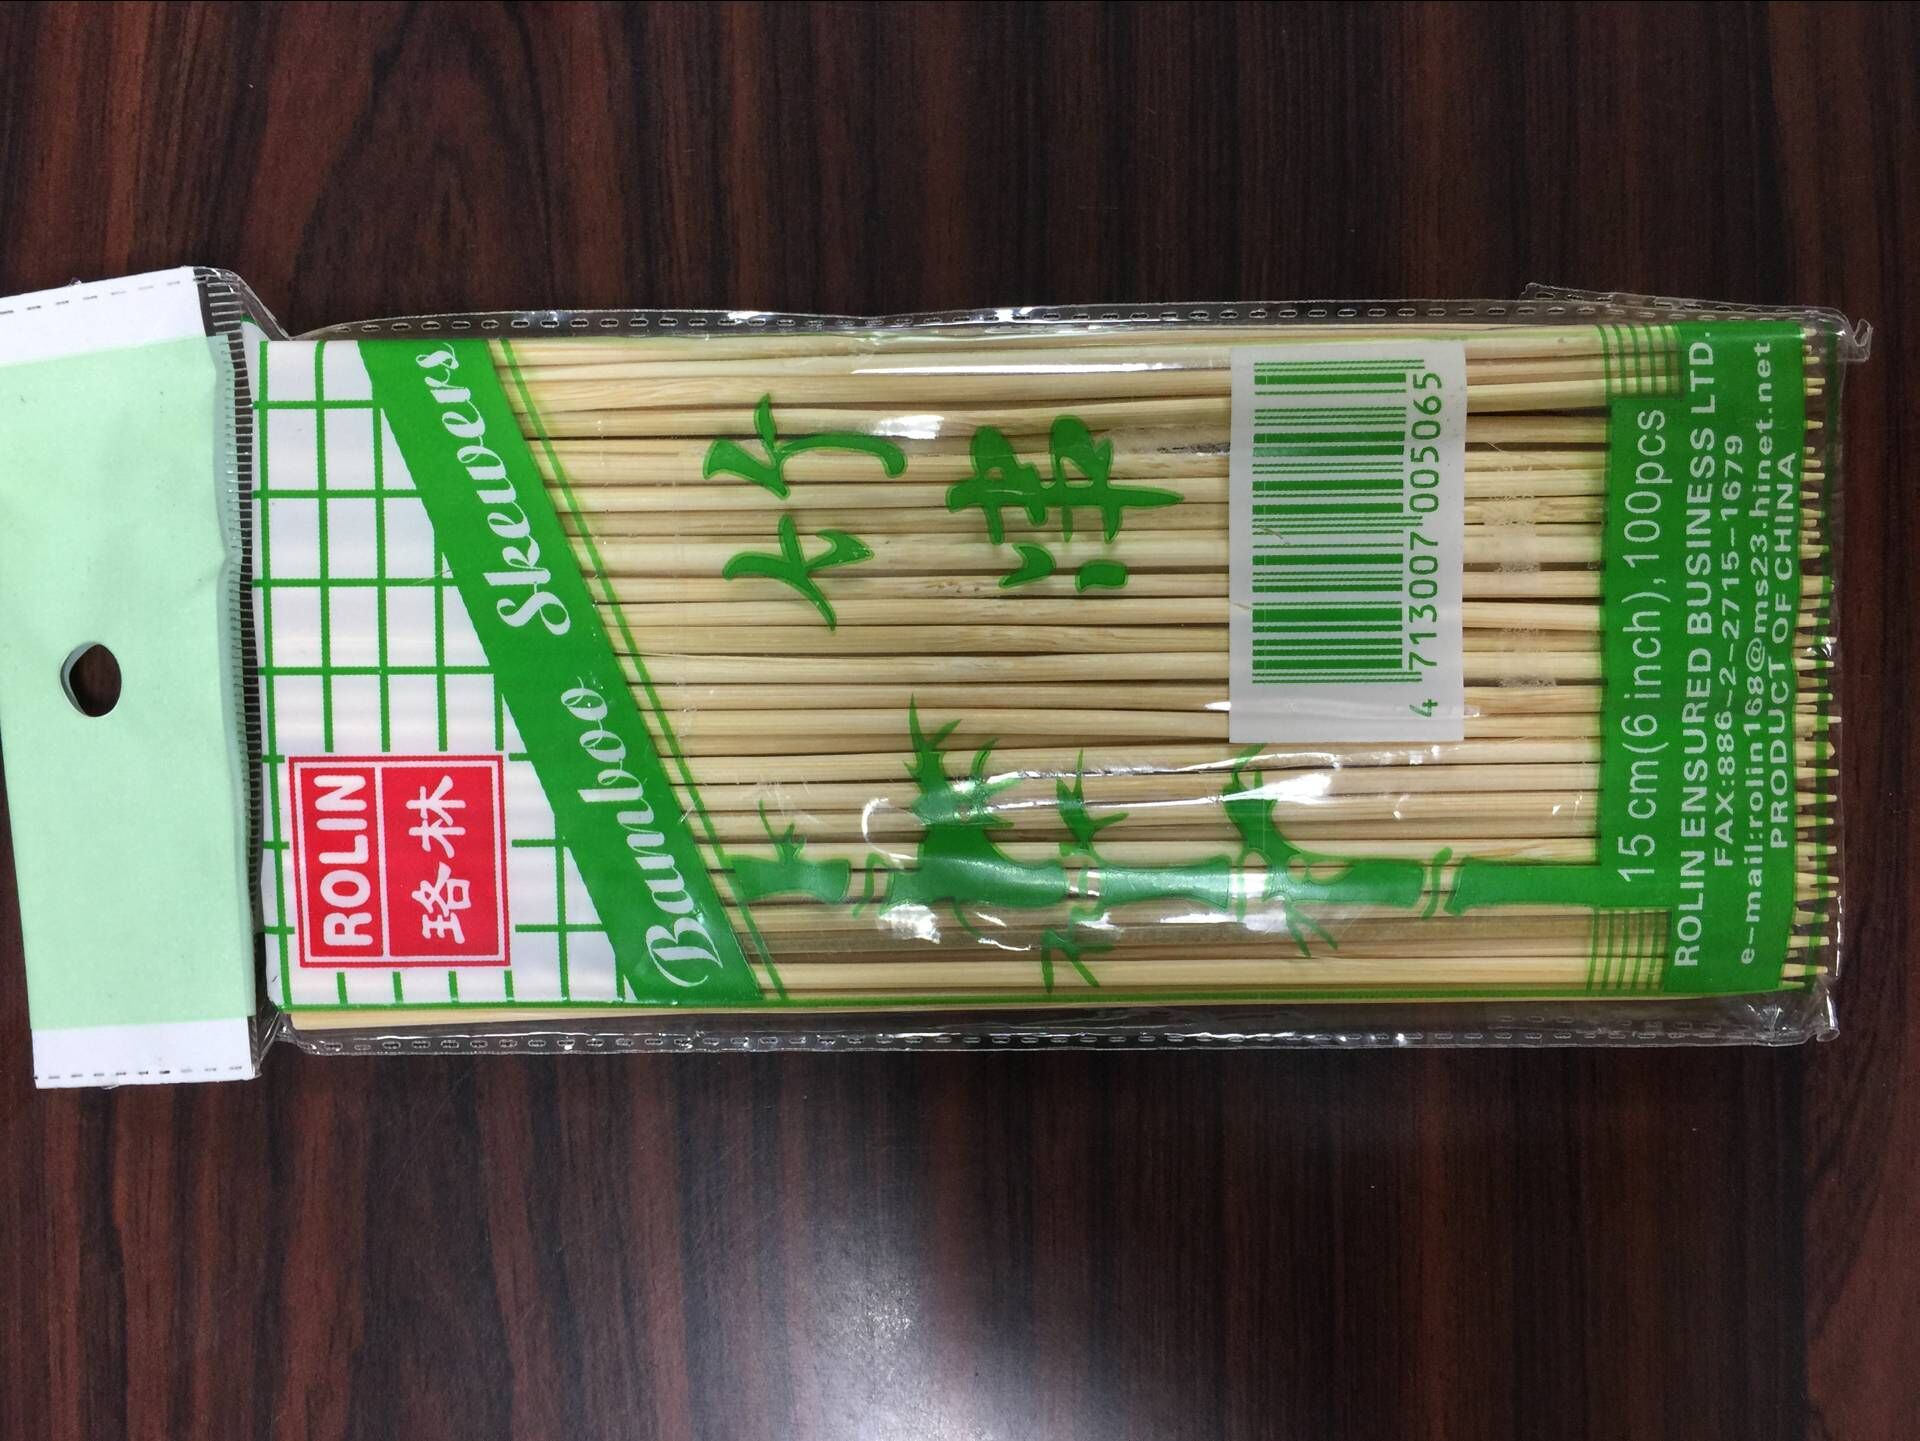 ROLIN
珞林
Bamboo Skewers
竹
4 713007 005065
15 cm(6 inch),100pcs
ROLIN ENSURED BUSINESS LTD.
FAX:886-2-2715-1679
e-mail:rolin168@ms23.hinet.net
PRODUCT OF CHINA